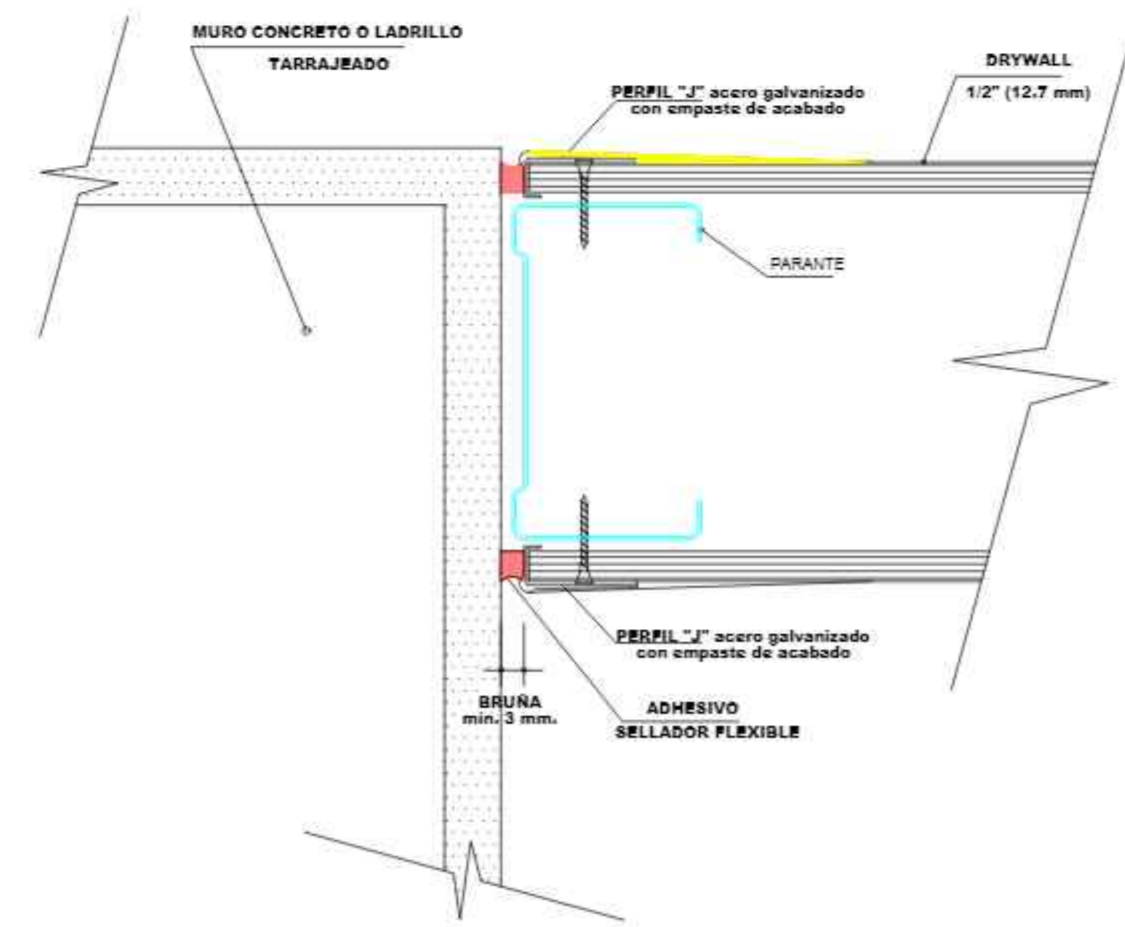 MURO CONCRETO O LADRILLO
TARRAJEADO
DRYWALL
1/2" (12.7 mm)
PERFIL "J" acero galvanizado
con empaste de acabado
PARANTE
PERFIL "J" acero galvanizado
con empaste de acabado
BRUÑA
min. 3 mm.
ADHESIVO
SELLADOR FLEXIBLE